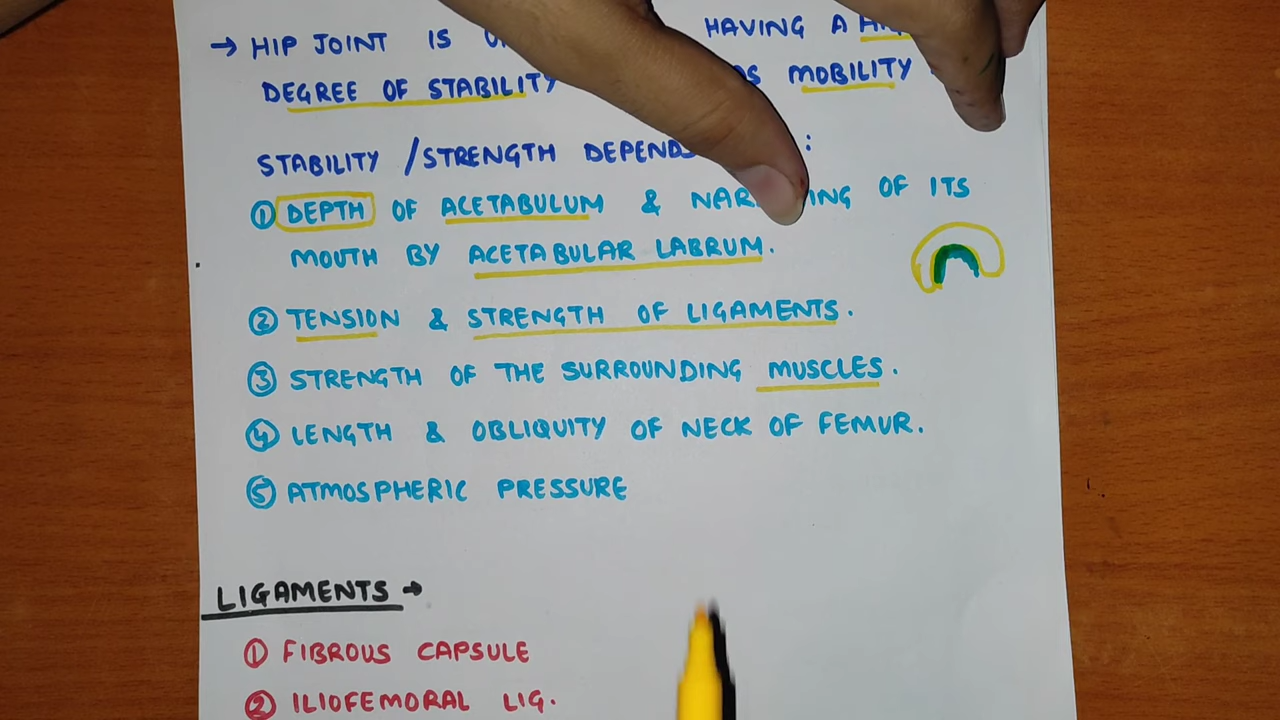 → HIP JOINT IS HAVING A
DEGREE OF STABILITY MOBILITY
STABILITY /STRENGTH DEPENDS :
① DEPTH OF ACETABULUM & OF ITS
MOUTH BY ACETABULAR LABRUM.
② TENSION & STRENGTH OF LIGAMENTS.
③ STRENGTH OF THE SURROUNDING MUSCLES.
④ LENGTH & OBLIQUITY OF NECK OF FEMUR.
⑤ ATMOSPHERIC PRESSURE
LIGAMENTS →
① FIBROUS CAPSULE
② ILIOFEMORAL LIG.